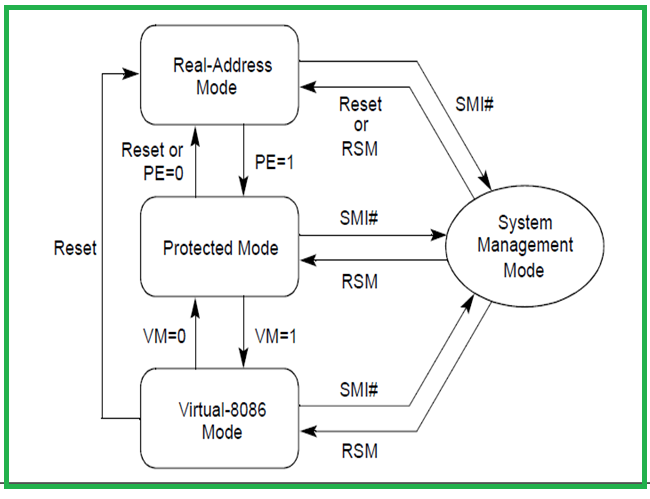 Real-Address
Mode
SMI#
Reset
or
RSM
Reset or
PE=0
PE=1
SMI#
System
Management
Mode
Protected Mode
Reset
RSM
VM=0
VM=1
SMI#
Virtual-8086
Mode
RSM